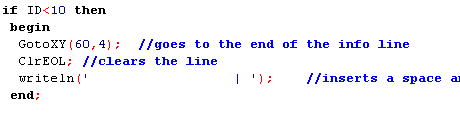 if ID<10 then
begin
GotoXY(60,4);  //goes to the end of the info line
ClrEOL; //clears the line
writeln('                    | ');    //inserts a space
end;